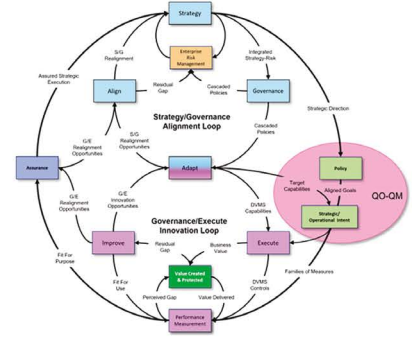 Strategy
S/G
Realignment
Enterprise
Risk
Management
Integrated
Strategy-Risk
Assured Strategic
Execution
Residual
Gap
Cascaded
Policies
Align
Governance
Strategic Direction
Strategy/Governance
Alignment Loop
Cascaded
Policies
S/G
Realignment
Opportunities
G/E
Realignment
Opportunities
Assurance
Adapt
Policy
Target
Capabilities
Aligned Goals
QO-QM
G/E
Realignment
Opportunities
G/E
Innovation
Opportunities
DVMS
Capabilities
Strategic/
Operational Intent
Governance/Execute
Innovation Loop
Improve
Residual
Gap
Business
Value
Execute
Fit For
Purpose
Value Created
& Protected
Families of Measures
Fit For
Use
DVMS
Controls
Perceived Gap
Value Delivered
Performance
Measurement